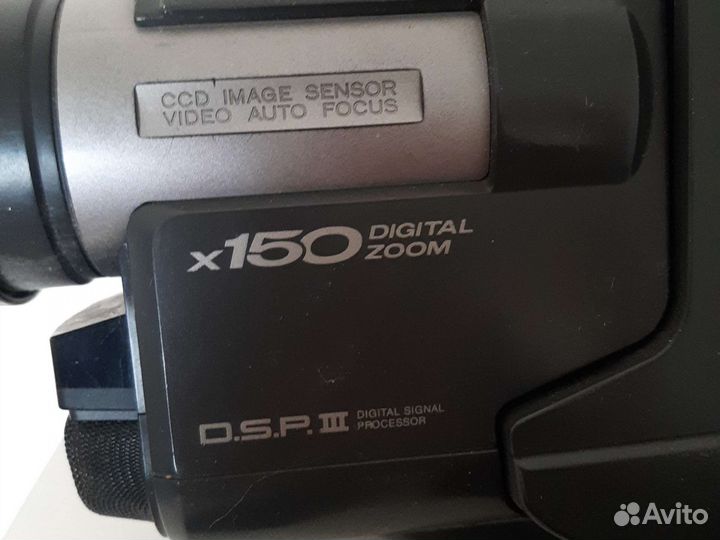 CCD IMAGE SENSOR
VIDEO AUTO FOCUS
x150 DIGITAL
ZOOM
D.S.P. III DIGITAL SIGNAL
PROCESSOR
Avito